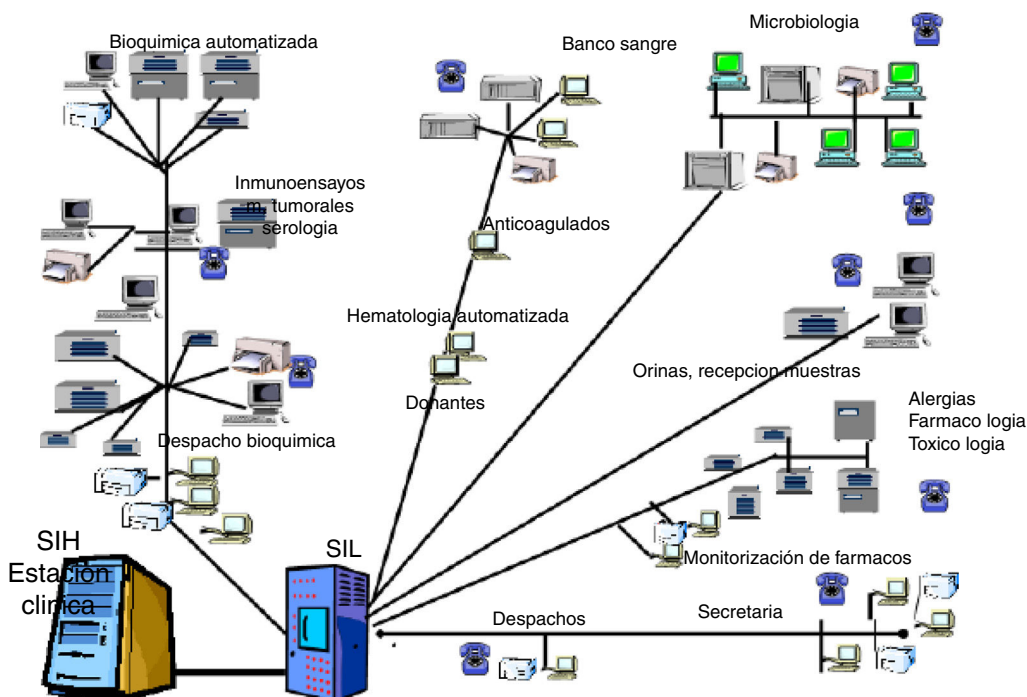 Bioquimica automatizada
Banco sangre
Microbiologia
Inmunoensayos
m. tumorales
serologia
Anticoagulados
Hematologia automatizada
Donantes
Orinas, recepcion muestras
Alergias
Farmaco logia
Toxico logia
Despacho bioquimica
SIH
Estación
clinica
SIL
Monitorización de farmacos
Despachos
Secretaria